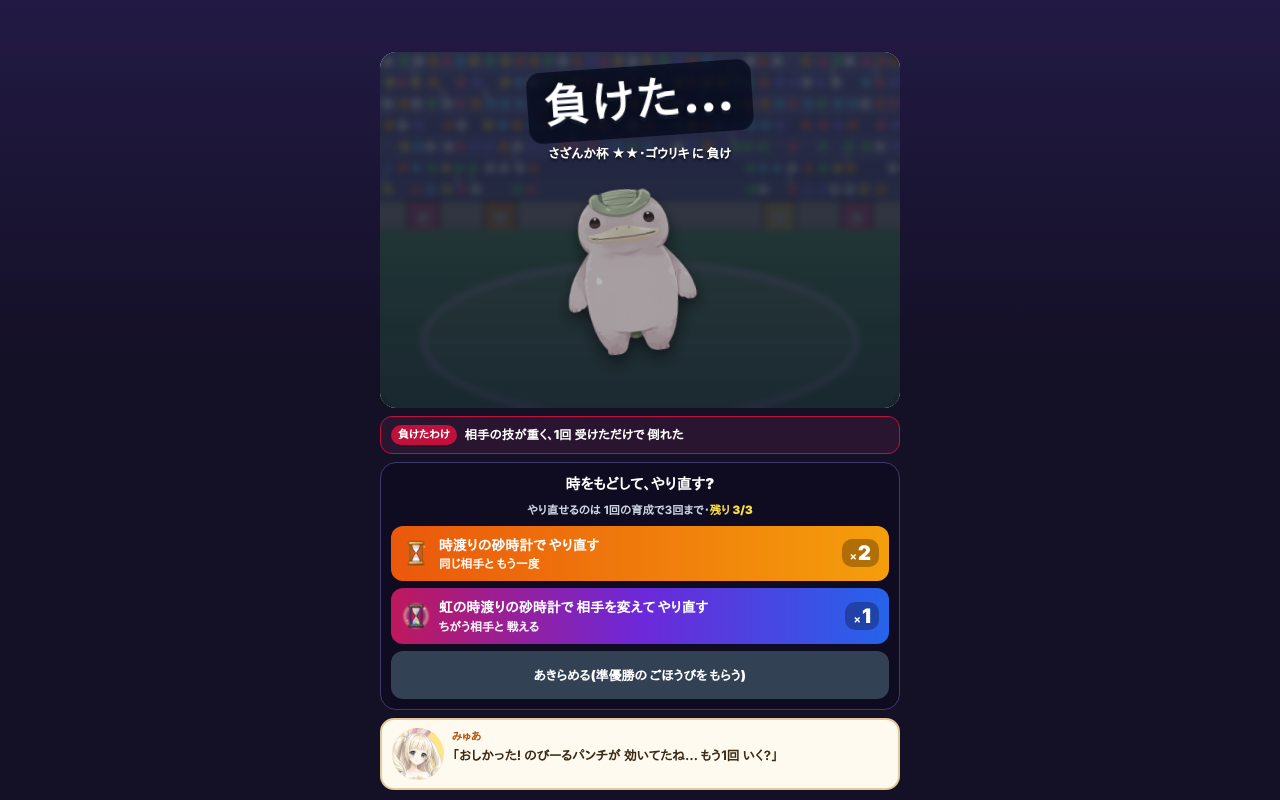 負けた…
さざんか杯 ★★・ゴウリキ に 負け
負けたわけ 相手の技が重く、1回 受けただけで 倒れた
時をもどして、やり直す?
やり直せるのは 1回の育成で3回まで・残り 3/3
時渡りの砂時計で やり直す
同じ相手と もう一度
×2
虹の時渡りの砂時計で 相手を変えて やり直す
ちがう相手と 戦える
×1
あきらめる(準優勝の ごほうびを もらう)
みゅあ
「おしかった! のびーるパンチが 効いてたね… もう1回 いく?」